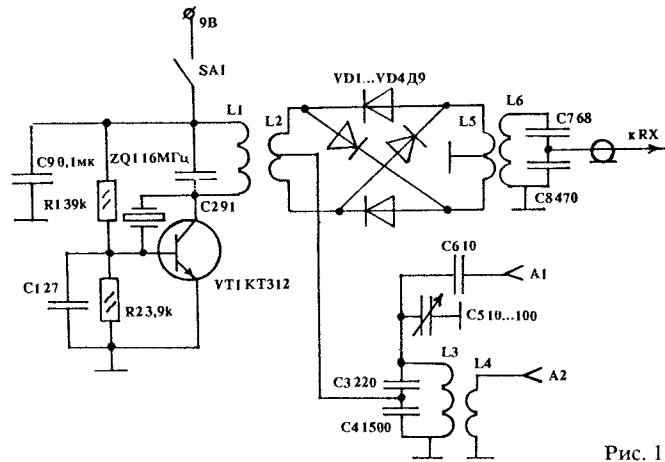 9В
SA1
VD1...VD4Д9
L1
L2
L5
L6
C768
кRX
C90,1мк
ZQ116МГц
C8470
R139k
C291
C610
A1
VT1КТ312
C127
C510...100
R23,9k
L3
L4
C3220
A2
C41500
Рис. 1